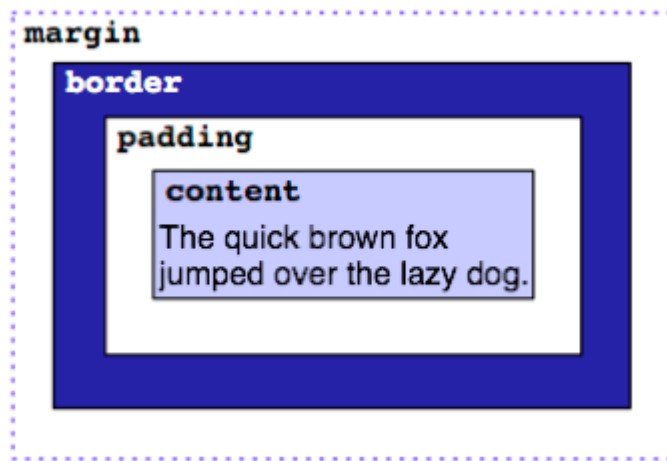 margin
border
padding
content
The quick brown fox
jumped over the lazy dog.